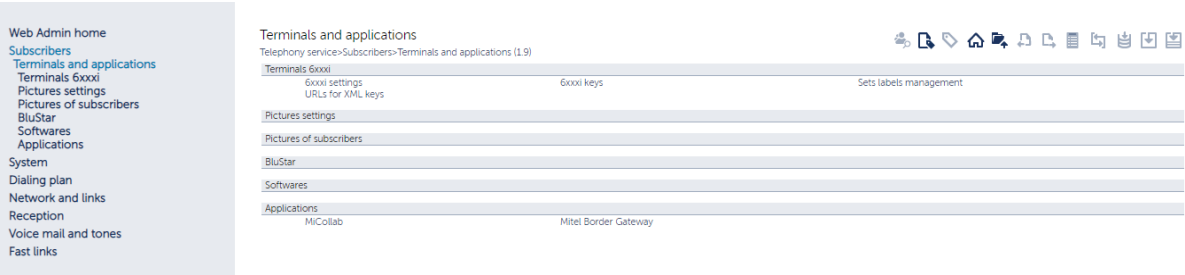 Web Admin home
Subscribers
Terminals and applications
Terminals 6xxxi
Pictures settings
Pictures of subscribers
BluStar
Softwares
Applications
System
Dialing plan
Network and links
Reception
Voice mail and tones
Fast links
Terminals and applications
Telephony service>Subscribers>Terminals and applications (1.9)
Terminals 6xxxi
6xxxi settings 6xxxi keys Sets labels management
URLs for XML keys
Pictures settings
Pictures of subscribers
BluStar
Softwares
Applications
MiCollab Mitel Border Gateway